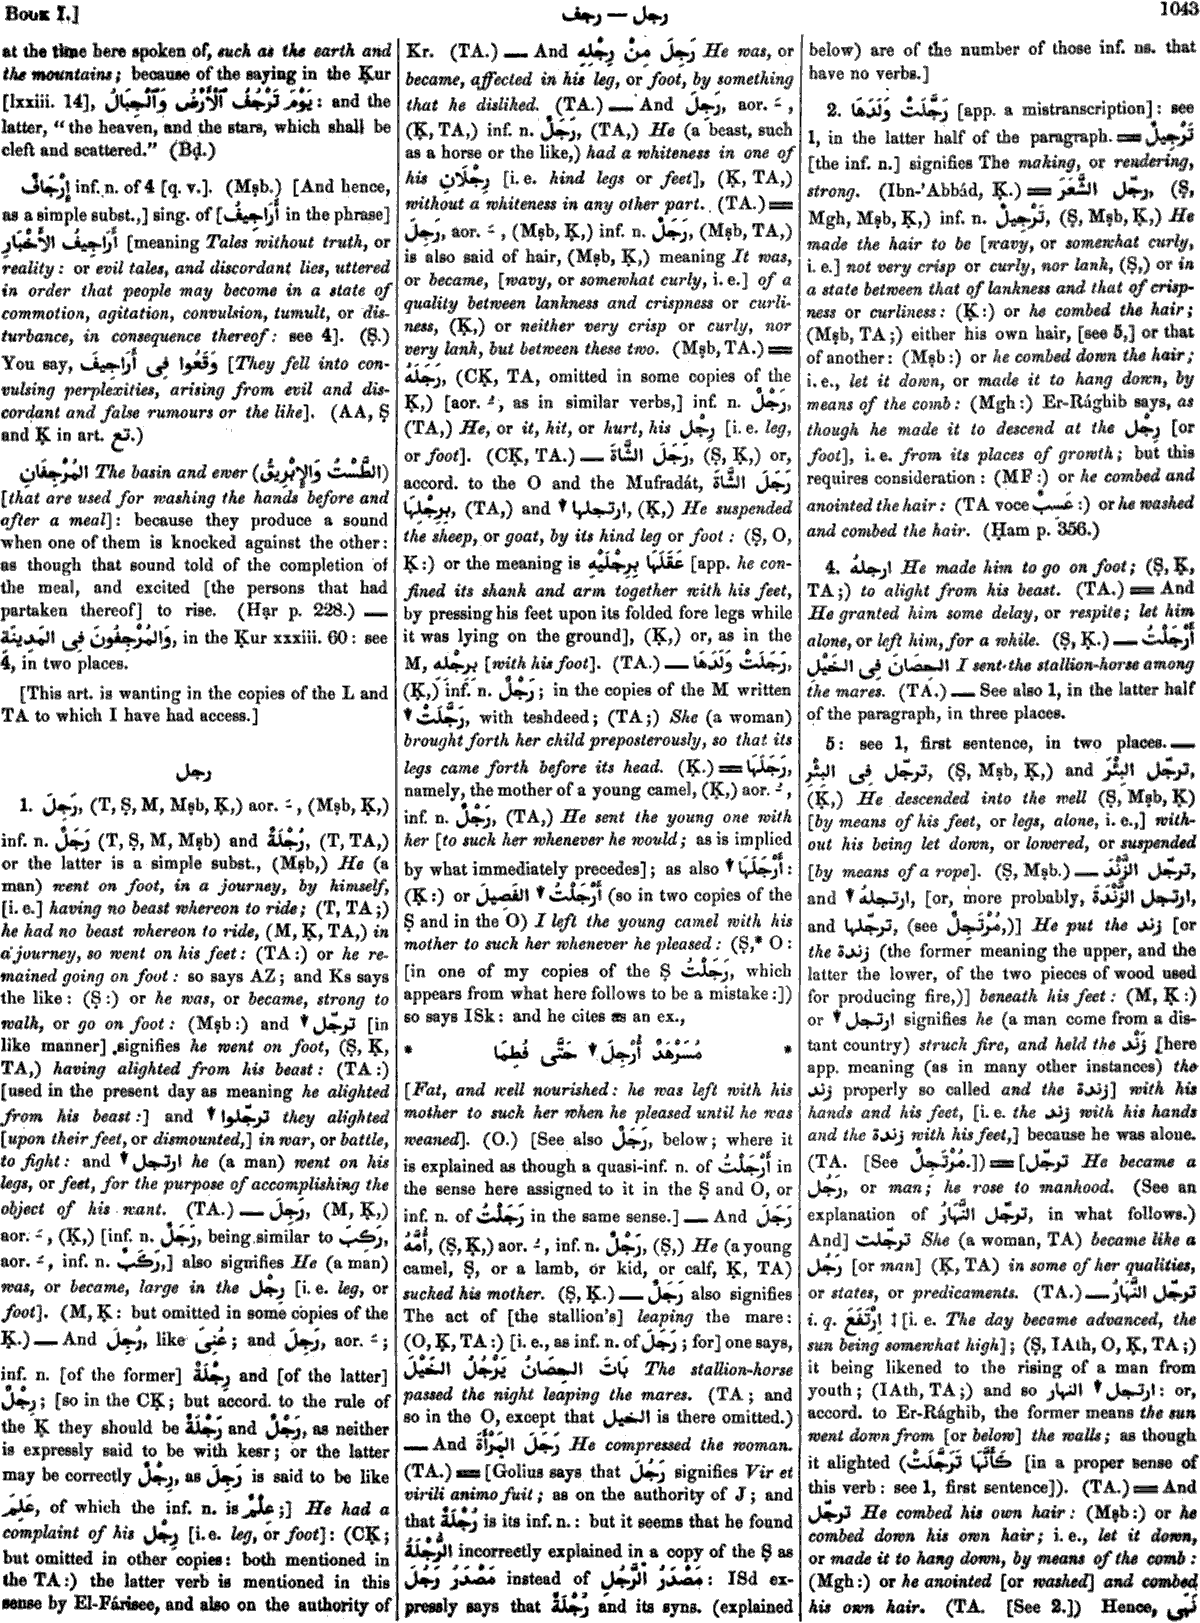 Book I.]
رجف — رجل
1043
at the time here spoken of, such as the earth and
the mountains; because of the saying in the Ḳur
[lxxiii. 14], يَوْمَ تَرْجُفُ ٱلْأَرْضُ وَٱلْجِبَالُ: and the
latter, “the heaven, and the stars, which shall be
cleft and scattered.” (Bḍ.)
إِرْجَافٌ inf. n. of 4 [q. v.]. (Mṣb.) [And hence,
as a simple subst.,] sing. of [أَرَاجِيفُ in the phrase]
أَرَاجِيفُ الأَخْبَارِ [meaning Tales without truth, or
reality: or evil tales, and discordant lies, uttered
in order that people may become in a state of
commotion, agitation, convulsion, tumult, or dis-
turbance, in consequence thereof: see 4]. (Ṣ.)
You say, وَقَعُوا فِى أَرَاجِيفَ [They fell into con-
vulsing perplexities, arising from evil and dis-
cordant and false rumours or the like]. (AA, Ṣ
and Ḳ in art. تع.)
المُرْجِفَانِ The basin and ewer (الطَّسْتُ وَالإِبْرِيقُ)
[that are used for washing the hands before and
after a meal]: because they produce a sound
when one of them is knocked against the other:
as though that sound told of the completion of
the meal, and excited [the persons that had
partaken thereof] to rise. (Ḥar p. 228.) —
وَالمُرْجِفُونَ فِى المَدِينَةِ, in the Ḳur xxxiii. 60: see
4, in two places.
[This art. is wanting in the copies of the L and
TA to which I have had access.]
رجل
1. رَجِلَ, (T, Ṣ, M, Mṣb, Ḳ,) aor. ـَ, (Mṣb, Ḳ,)
inf. n. رَجَلٌ (T, Ṣ, M, Mṣb) and رُجْلَةٌ, (T, TA,)
or the latter is a simple subst., (Mṣb,) He (a
man) went on foot, in a journey, by himself,
[i. e.] having no beast whereon to ride; (T, TA;)
he had no beast whereon to ride, (M, Ḳ, TA,) in
a journey, so went on his feet: (TA:) or he re-
mained going on foot: so says AZ; and Ks says
the like: (Ṣ:) or he was, or became, strong to
walk, or go on foot: (Mṣb:) and ▼ ترجّل [in
like manner] signifies he went on foot, (Ṣ, Ḳ,
TA,) having alighted from his beast: (TA:)
[used in the present day as meaning he alighted
from his beast:] and ▼ ترجّلوا they alighted
[upon their feet, or dismounted,] in war, or battle,
to fight: and ▼ ارتجل he (a man) went on his
legs, or feet, for the purpose of accomplishing the
object of his want. (TA.) — رَجِلَ, (M, Ḳ,)
aor. ـَ, (Ḳ,) [inf. n. رَجَلٌ, being similar to رَكِبَ,
aor. ـَ, inf. n. رَكَبٌ,] also signifies He (a man)
was, or became, large in the رِجْل [i. e. leg, or
foot]. (M, Ḳ: but omitted in some copies of the
Ḳ.) — And رُجِلَ, like عُنِىَ; and رَجِلَ, aor. ـَ;
inf. n. [of the former] رِجْلَةٌ and [of the latter]
رِجْلٌ; [so in the CḲ; but accord. to the rule of
the Ḳ they should be رَجْلَةٌ and رَجْلٌ, as neither
is expressly said to be with kesr; or the latter
may be correctly رِجْلٌ, as رَجِلَ is said to be like
عَلِمَ, of which the inf. n. is عِلْمٌ;] He had a
complaint of his رِجْل [i. e. leg, or foot]: (CḲ;
but omitted in other copies: both mentioned in
the TA:) the latter verb is mentioned in this
sense by El-Fárisee, and also on the authority of
Kr. (TA.) — And رَجِلَ مِنْ رِجْلِهِ He was, or
became, affected in his leg, or foot, by something
that he disliked. (TA.) — And رَجِلَ, aor. ـَ,
(Ḳ, TA,) inf. n. رَجَلٌ, (TA,) He (a beast, such
as a horse or the like,) had a whiteness in one of
his رِجْلَانِ [i. e. hind legs or feet], (Ḳ, TA,)
without a whiteness in any other part. (TA.) =
رَجِلَ, aor. ـَ, (Mṣb, Ḳ,) inf. n. رَجَلٌ, (Mṣb, TA,)
is also said of hair, (Mṣb, Ḳ,) meaning It was,
or became, [wavy, or somewhat curly, i. e.] of a
quality between lankness and crispness or curli-
ness, (Ḳ,) or neither very crisp or curly, nor
very lank, but between these two. (Mṣb, TA.) =
رَجَلَهُ, (CḲ, TA, omitted in some copies of the
Ḳ,) [aor. ـُ, as in similar verbs,] inf. n. رَجْلٌ,
(TA,) He, or it, hit, or hurt, his رِجْل [i. e. leg,
or foot]. (CḲ, TA.) — رَجَلَ الشَّاةَ, (Ṣ, Ḳ,) or,
accord. to the O and the Mufradát, رَجَلَ الشَّاةَ
بِرِجْلِهَا, (TA,) and ▼ ارتجلها, (Ḳ,) He suspended
the sheep, or goat, by its hind leg or foot: (Ṣ, O,
Ḳ:) or the meaning is عَقَلَهَا بِرِجْلَيْهِ [app. he con-
fined its shank and arm together with his feet,
by pressing his feet upon its folded fore legs while
it was lying on the ground], (Ḳ,) or, as in the
M, بِرِجْلِهِ [with his foot]. (TA.) — رَجَلَتْ وَلَدَهَا,
(Ḳ,) inf. n. رَجْلٌ; in the copies of the M written
▼ رَجَّلَتْ, with teshdeed; (TA;) She (a woman)
brought forth her child preposterously, so that its
legs came forth before its head. (Ḳ.) = رَجَلَهَا,
namely, the mother of a young camel, (Ḳ,) aor. ـُ,
inf. n. رَجْلٌ, (TA,) He sent the young one with
her [to suck her whenever he would; as is implied
by what immediately precedes]; as also ▼ أَرْجَلَهَا:
(Ḳ:) or أَرْجَلْتُ ▼ الفَصِيلَ (so in two copies of the
Ṣ and in the O) I left the young camel with his
mother to suck her whenever he pleased: (Ṣ,* O:
[in one of my copies of the Ṣ رَجَلْتُ, which
appears from what here follows to be a mistake:])
so says ISk: and he cites as an ex.,
* مُسَرْهَدٌ أُرْجِلَ ▼ حَتَّى فُطِمَا *
[Fat, and well nourished: he was left with his
mother to suck her when he pleased until he was
weaned]. (O.) [See also رَجَلٌ, below; where it
is explained as though a quasi-inf. n. of أَرْجَلْتُ in
the sense here assigned to it in the Ṣ and O, or
inf. n. of رَجَلْتُ in the same sense.] — And رَجَلَ
أُمَّهُ, (Ṣ, Ḳ,) aor. ـُ, inf. n. رَجْلٌ, (Ṣ,) He (a young
camel, Ṣ, or a lamb, or kid, or calf, Ḳ, TA)
sucked his mother. (Ṣ, Ḳ.) — رَجْلٌ also signifies
The act of [the stallion's] leaping the mare:
(O, Ḳ, TA:) [i. e., as inf. n. of رَجَلَ; for] one says,
بَاتَ الحِصَانُ يَرْجُلُ الخَيْلَ The stallion-horse
passed the night leaping the mares. (TA; and
so in the O, except that الخيل is there omitted.)
— And رَجَلَ المَرْأَةَ He compressed the woman.
(TA.) = [Golius says that رَجُلَ signifies Vir et
virili animo fuit; as on the authority of J; and
that رُجْلَةٌ is its inf. n.: but it seems that he found
الرُّجْلَةُ incorrectly explained in a copy of the Ṣ as
مَصْدَرُ رَجُلَ instead of مَصْدَرُ الرَّجُلِ: ISd ex-
pressly says that رُجْلَةٌ and its syns. (explained
below) are of the number of those inf. ns. that
have no verbs.]
2. رَجَّلَتْ وَلَدَهَا [app. a mistranscription]: see
1, in the latter half of the paragraph. = تَرْجِيلٌ
[the inf. n.] signifies The making, or rendering,
strong. (Ibn-'Abbád, Ḳ.) = رَجَّلَ الشَّعَرَ, (Ṣ,
Mgh, Mṣb, Ḳ,) inf. n. تَرْجِيلٌ, (Ṣ, Mṣb, Ḳ,) He
made the hair to be [wavy, or somewhat curly,
i. e.] not very crisp or curly, nor lank, (Ṣ,) or in
a state between that of lankness and that of crisp-
ness or curliness: (Ḳ:) or he combed the hair;
(Mṣb, TA;) either his own hair, [see 5,] or that
of another: (Mṣb:) or he combed down the hair;
i. e., let it down, or made it to hang down, by
means of the comb: (Mgh:) Er-Rághib says, as
though he made it to descend at the رِجْل [or
foot], i. e. from its places of growth; but this
requires consideration: (MF:) or he combed and
anointed the hair: (TA voce عَسِبٌ:) or he washed
and combed the hair. (Ḥam p. 356.)
4. ارجلهُ He made him to go on foot; (Ṣ, Ḳ,
TA;) to alight from his beast. (TA.) = And
He granted him some delay, or respite; let him
alone, or left him, for a while. (Ṣ, Ḳ.) — أَرْجَلْتُ
الحِصَانَ فِى الخَيْلِ I sent the stallion-horse among
the mares. (TA.) — See also 1, in the latter half
of the paragraph, in three places.
5: see 1, first sentence, in two places. —
ترجّل فِى البِئْرِ, (Ṣ, Mṣb, Ḳ,) and ترجّل البِئْرَ,
(Ḳ,) He descended into the well (Ṣ, Mṣb, Ḳ)
[by means of his feet, or legs, alone, i. e.,] with-
out his being let down, or lowered, or suspended
[by means of a rope]. (Ṣ, Mṣb.) — ترجّل الزَّنْدَ,
and ▼ ارتجلهُ, [or, more probably, ارتجل الزَّنْدَةَ,
and ترجّلها, (see مُرْتَجِلٌ,)] He put the زند [or
the زندة (the former meaning the upper, and the
latter the lower, of the two pieces of wood used
for producing fire,)] beneath his feet: (M, Ḳ:)
or ▼ ارتجل signifies he (a man come from a dis-
tant country) struck fire, and held the زَنْد [here
app. meaning (as in many other instances) the
زند properly so called and the زندة] with his
hands and his feet, [i. e. the زند with his hands
and the زندة with his feet,] because he was alone.
(TA. [See مُرْتَجِلٌ.]) = [ترجّل He became a
رَجُل, or man; he rose to manhood. (See an
explanation of ترجّل النَّهَارُ, in what follows.)
And] ترجّلت She (a woman, TA) became like a
رَجُل [or man] (Ḳ, TA) in some of her qualities,
or states, or predicaments. (TA.) — ترجّل النَّهَارُ
i. q. اِرْتَفَعَ ‡ [i. e. The day became advanced, the
sun being somewhat high]; (Ṣ, IAth, O, Ḳ, TA;)
it being likened to the rising of a man from
youth; (IAth, TA;) and so ▼ ارتجل النهار: or,
accord. to Er-Rághib, the former means the sun
went down from [or below] the walls; as though
it alighted (كَأَنَّهَا تَرَجَّلَتْ [in a proper sense of
this verb: see 1, first sentence]). (TA.) = And
ترجّل He combed his own hair: (Mṣb:) or he
combed down his own hair; i. e., let it down,
or made it to hang down, by means of the comb:
(Mgh:) or he anointed [or washed] and combed
his own hair. (TA. [See 2.]) Hence,